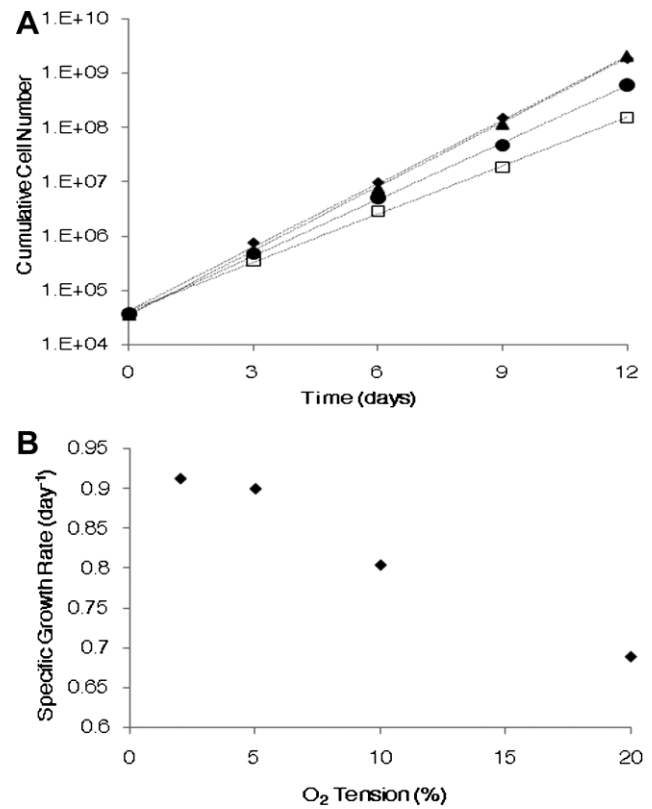 A
1.E+10
1.E+09
1.E+08
1.E+07
1.E+06
1.E+05
1.E+04
Cumulative Cell Number
0 3 6 9 12
Time (days)
B
0.95
0.9
0.85
0.8
0.75
0.7
0.65
0.6
Specific Growth Rate (day⁻¹)
0 5 10 15 20
O₂ Tension (%)